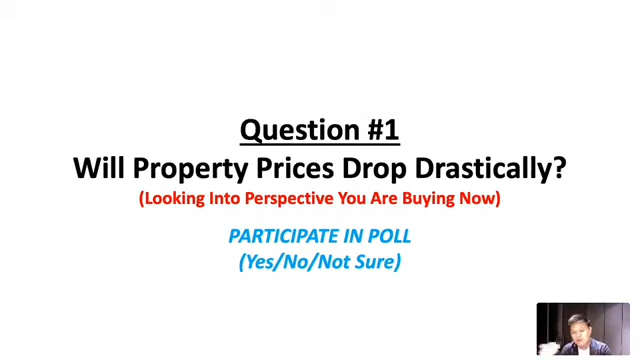 Question #1
Will Property Prices Drop Drastically?
(Looking Into Perspective You Are Buying Now)
PARTICIPATE IN POLL
(Yes/No/Not Sure)